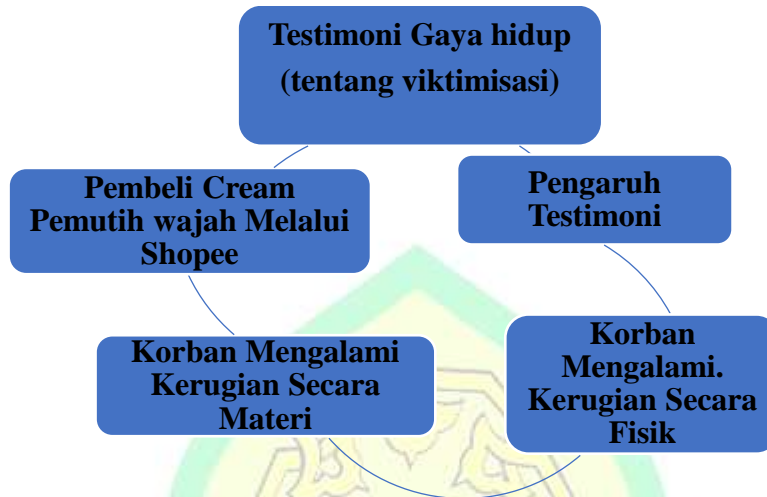 Testimoni Gaya hidup
(tentang viktimisasi)
Pembeli Cream
Pemutih wajah Melalui
Shopee
Pengaruh
Testimoni
Korban Mengalami
Kerugian Secara
Materi
Korban
Mengalami.
Kerugian Secara
Fisik